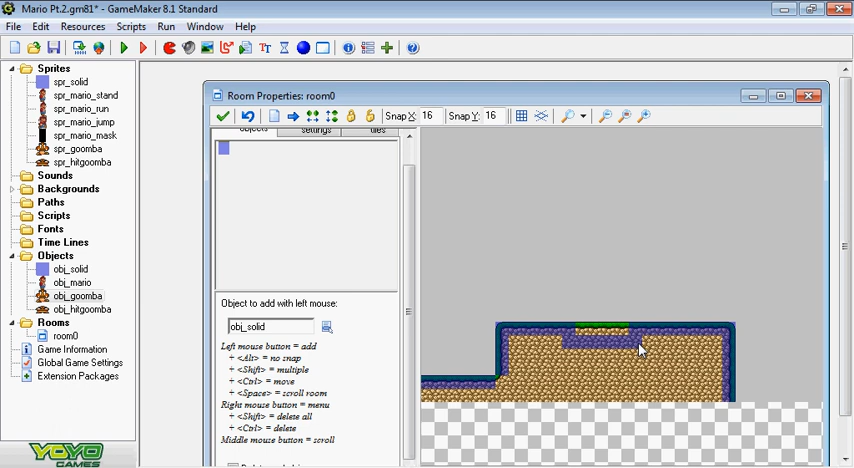 Mario Pt.2.gm81* - GameMaker 8.1 Standard
File Edit Resources Scripts Run Window Help
Sprites
spr_solid
spr_mario_stand
spr_mario_run
spr_mario_jump
spr_mario_mask
spr_goomba
spr_hitgoomba
Sounds
Backgrounds
Paths
Scripts
Fonts
Time Lines
Objects
obj_solid
obj_mario
obj_goomba
obj_hitgoomba
Rooms
room0
Game Information
Global Game Settings
Extension Packages
YOYO
GAMES
Room Properties: room0
Snap X: 16 Snap Y: 16
objects settings tiles
Object to add with left mouse:
obj_solid
Left mouse button = add
+ <Alt> = no snap
+ <Shift> = multiple
+ <Ctrl> = move
+ <Space> = scroll room
Right mouse button = menu
+ <Shift> = delete all
+ <Ctrl> = delete
Middle mouse button = scroll